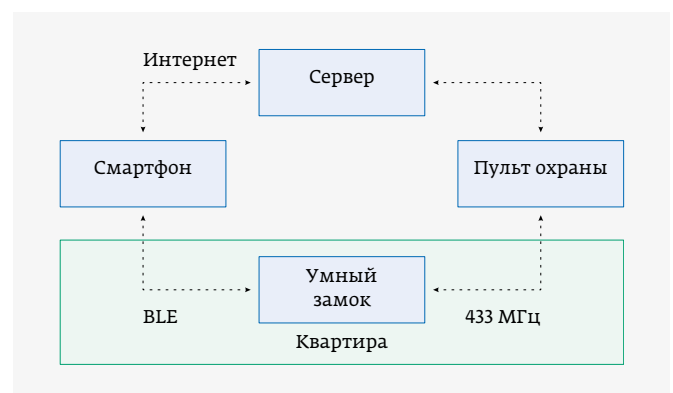 Интернет
Сервер
Смартфон
Пульт охраны
Умный
замок
BLE
433 МГц
Квартира